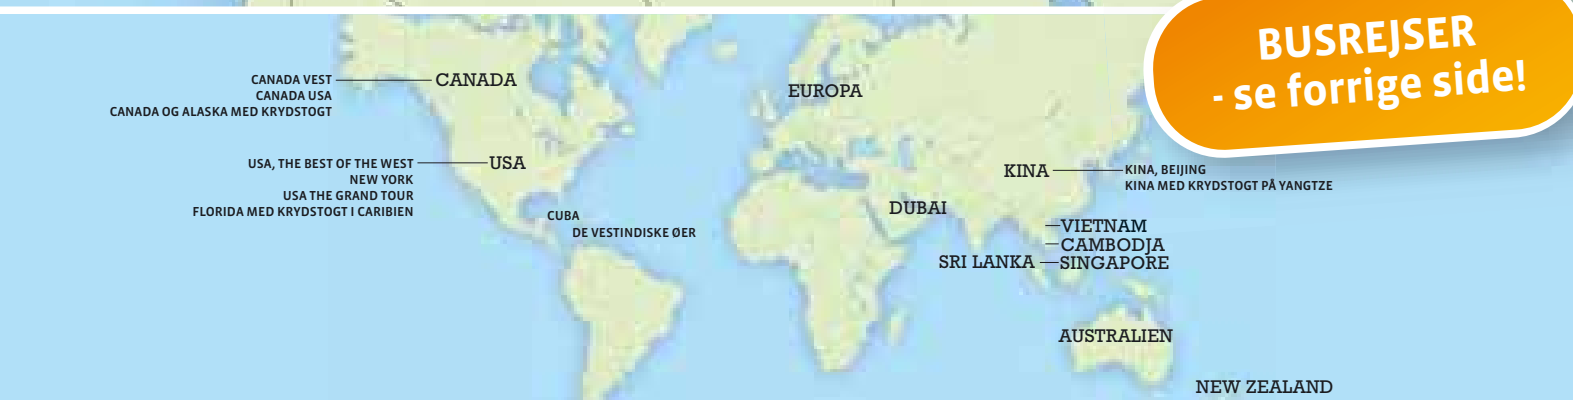 BUSREJSER
- se forrige side!
CANADA VEST
CANADA USA
CANADA OG ALASKA MED KRYDSTOGT
CANADA
EUROPA
USA, THE BEST OF THE WEST
NEW YORK
USA THE GRAND TOUR
FLORIDA MED KRYDSTOGT I CARIBIEN
USA
KINA
KINA, BEIJING
KINA MED KRYDSTOGT PÅ YANGTZE
CUBA
DE VESTINDISKE ØER
DUBAI
VIETNAM
CAMBODJA
SRI LANKA
SINGAPORE
AUSTRALIEN
NEW ZEALAND